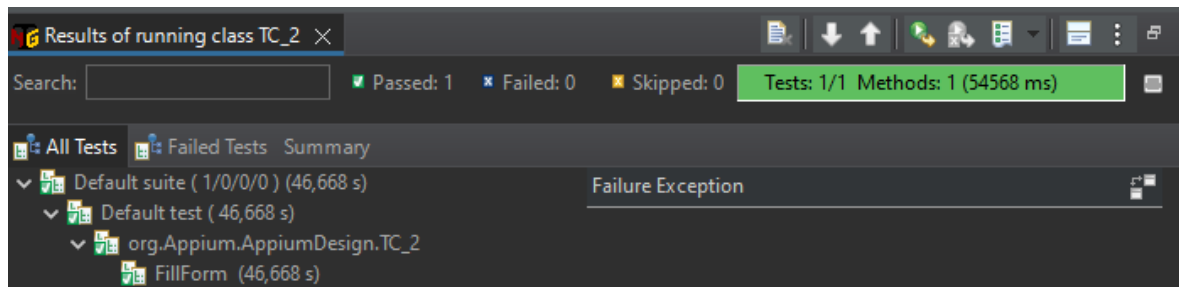 Results of running class TC_2
Search: Passed: 1 Failed: 0 Skipped: 0 Tests: 1/1 Methods: 1 (54568 ms)
All Tests Failed Tests Summary
Default suite ( 1/0/0/0 ) (46,668 s)
Default test ( 46,668 s)
org.Appium.AppiumDesign.TC_2
FillForm (46,668 s)
Failure Exception